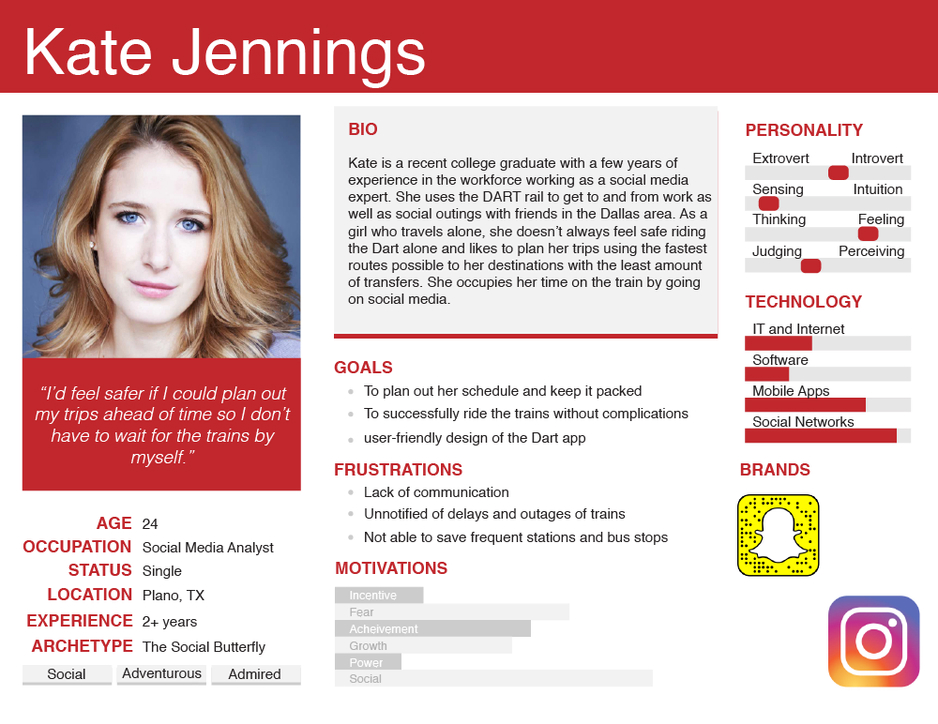 Kate Jennings
“I’d feel safer if I could plan out
my trips ahead of time so I don’t
have to wait for the trains by
myself.”
AGE 24
OCCUPATION Social Media Analyst
STATUS Single
LOCATION Plano, TX
EXPERIENCE 2+ years
ARCHETYPE The Social Butterfly
Social Adventurous Admired
BIO
Kate is a recent college graduate with a few years of
experience in the workforce working as a social media
expert. She uses the DART rail to get to and from work as
well as social outings with friends in the Dallas area. As a
girl who travels alone, she doesn’t always feel safe riding
the Dart alone and likes to plan her trips using the fastest
routes possible to her destinations with the least amount
of transfers. She occupies her time on the train by going
on social media.
GOALS
To plan out her schedule and keep it packed
To successfully ride the trains without complications
user-friendly design of the Dart app
FRUSTRATIONS
Lack of communication
Unnotified of delays and outages of trains
Not able to save frequent stations and bus stops
MOTIVATIONS
Incentive
Fear
Acheivement
Growth
Power
Social
PERSONALITY
Extrovert Introvert
Sensing Intuition
Thinking Feeling
Judging Perceiving
TECHNOLOGY
IT and Internet
Software
Mobile Apps
Social Networks
BRANDS